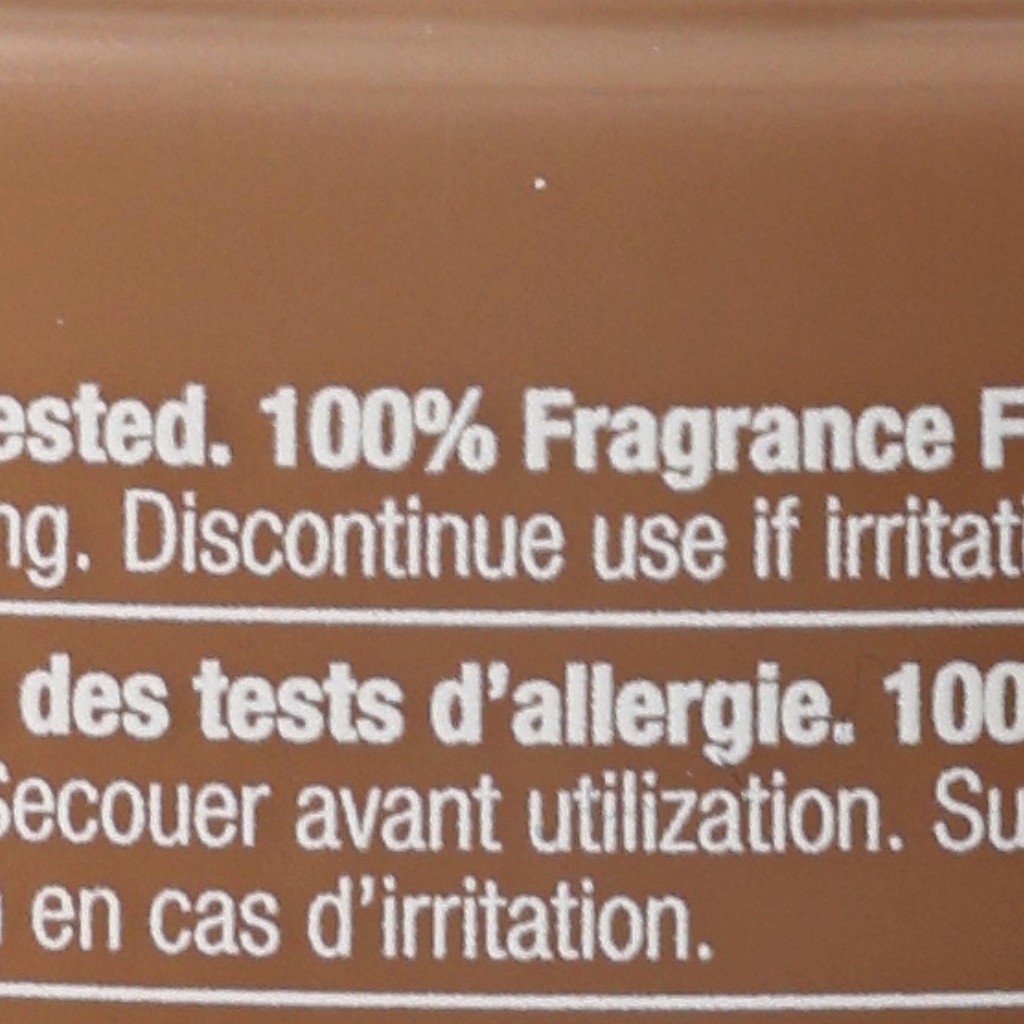 ested. 100% Fragrance F
ng. Discontinue use if irritati
des tests d'allergie. 100
Secouer avant utilization. Su
en cas d'irritation.